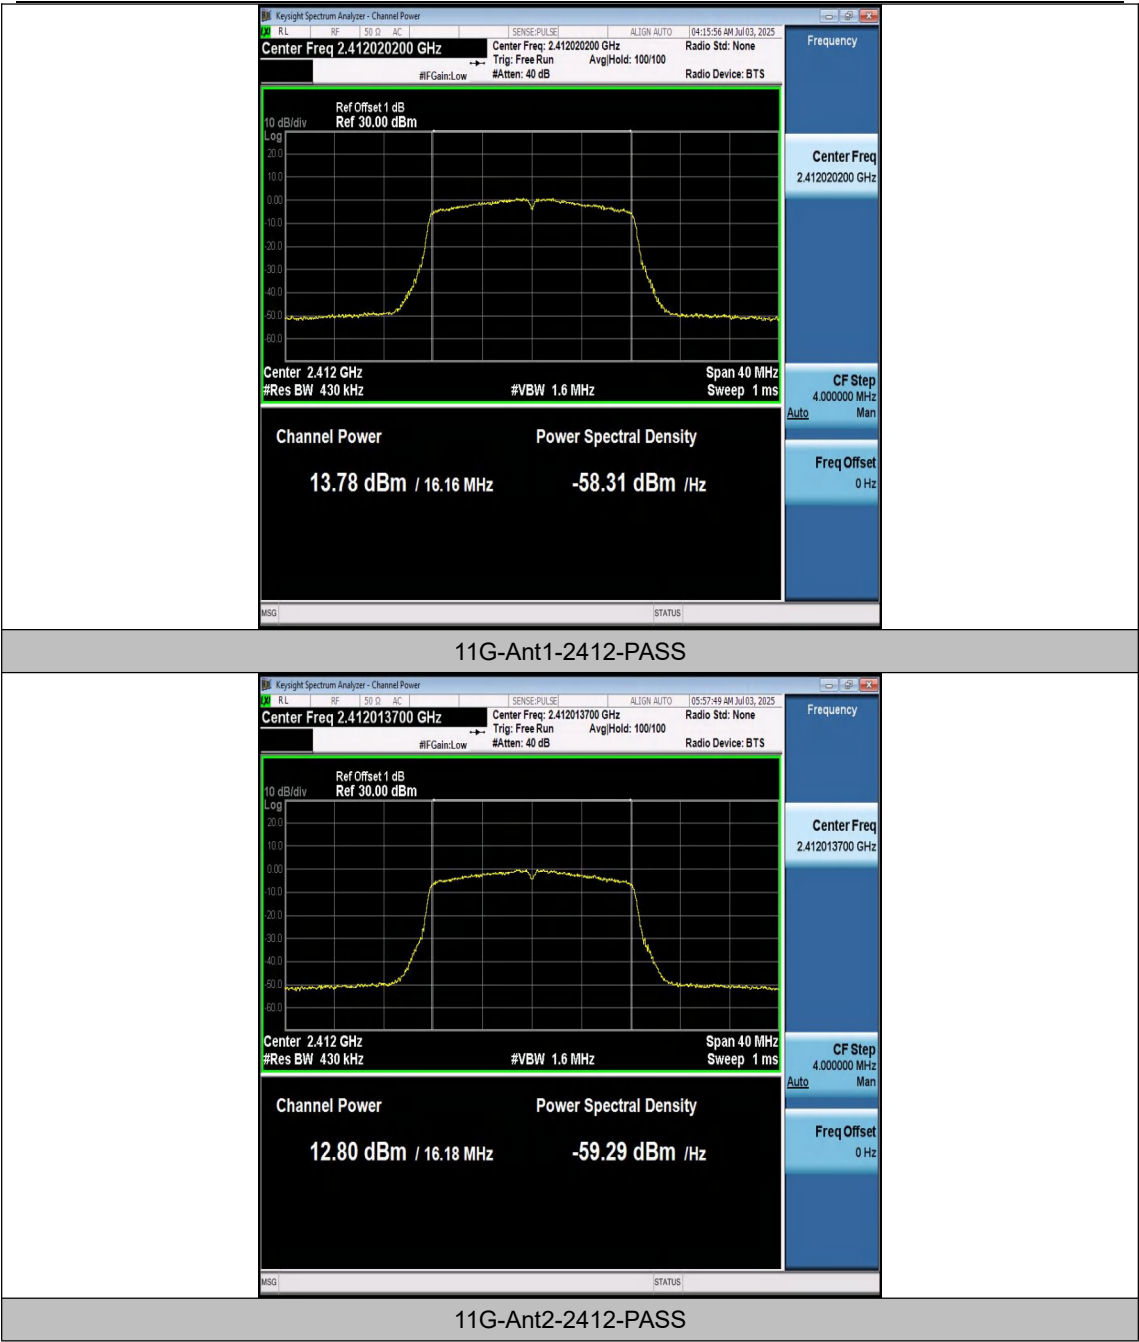 Keysight Spectrum Analyzer - Channel Power
RL RF 50 Ω AC SENSE:PULSE ALIGN AUTO 04:15:56 AM Jul 03, 2025
Center Freq 2.412020200 GHz
Center Freq: 2.412020200 GHz Radio Std: None
Trig: Free Run Avg|Hold: 100/100
#IFGain:Low #Atten: 40 dB Radio Device: BTS
Ref Offset 1 dB
10 dB/div Ref 30.00 dBm
Log
20.0
10.0
0.00
-10.0
-20.0
-30.0
-40.0
-50.0
-60.0
Center 2.412 GHz Span 40 MHz
#Res BW 430 kHz #VBW 1.6 MHz Sweep 1 ms
Channel Power Power Spectral Density
13.78 dBm / 16.16 MHz -58.31 dBm /Hz
MSG STATUS
Frequency
Center Freq
2.412020200 GHz
CF Step
4.000000 MHz
Auto Man
Freq Offset
0 Hz
11G-Ant1-2412-PASS
Keysight Spectrum Analyzer - Channel Power
RL RF 50 Ω AC SENSE:PULSE ALIGN AUTO 05:57:49 AM Jul 03, 2025
Center Freq 2.412013700 GHz
Center Freq: 2.412013700 GHz Radio Std: None
Trig: Free Run Avg|Hold: 100/100
#IFGain:Low #Atten: 40 dB Radio Device: BTS
Ref Offset 1 dB
10 dB/div Ref 30.00 dBm
Log
20.0
10.0
0.00
-10.0
-20.0
-30.0
-40.0
-50.0
-60.0
Center 2.412 GHz Span 40 MHz
#Res BW 430 kHz #VBW 1.6 MHz Sweep 1 ms
Channel Power Power Spectral Density
12.80 dBm / 16.18 MHz -59.29 dBm /Hz
MSG STATUS
Frequency
Center Freq
2.412013700 GHz
CF Step
4.000000 MHz
Auto Man
Freq Offset
0 Hz
11G-Ant2-2412-PASS